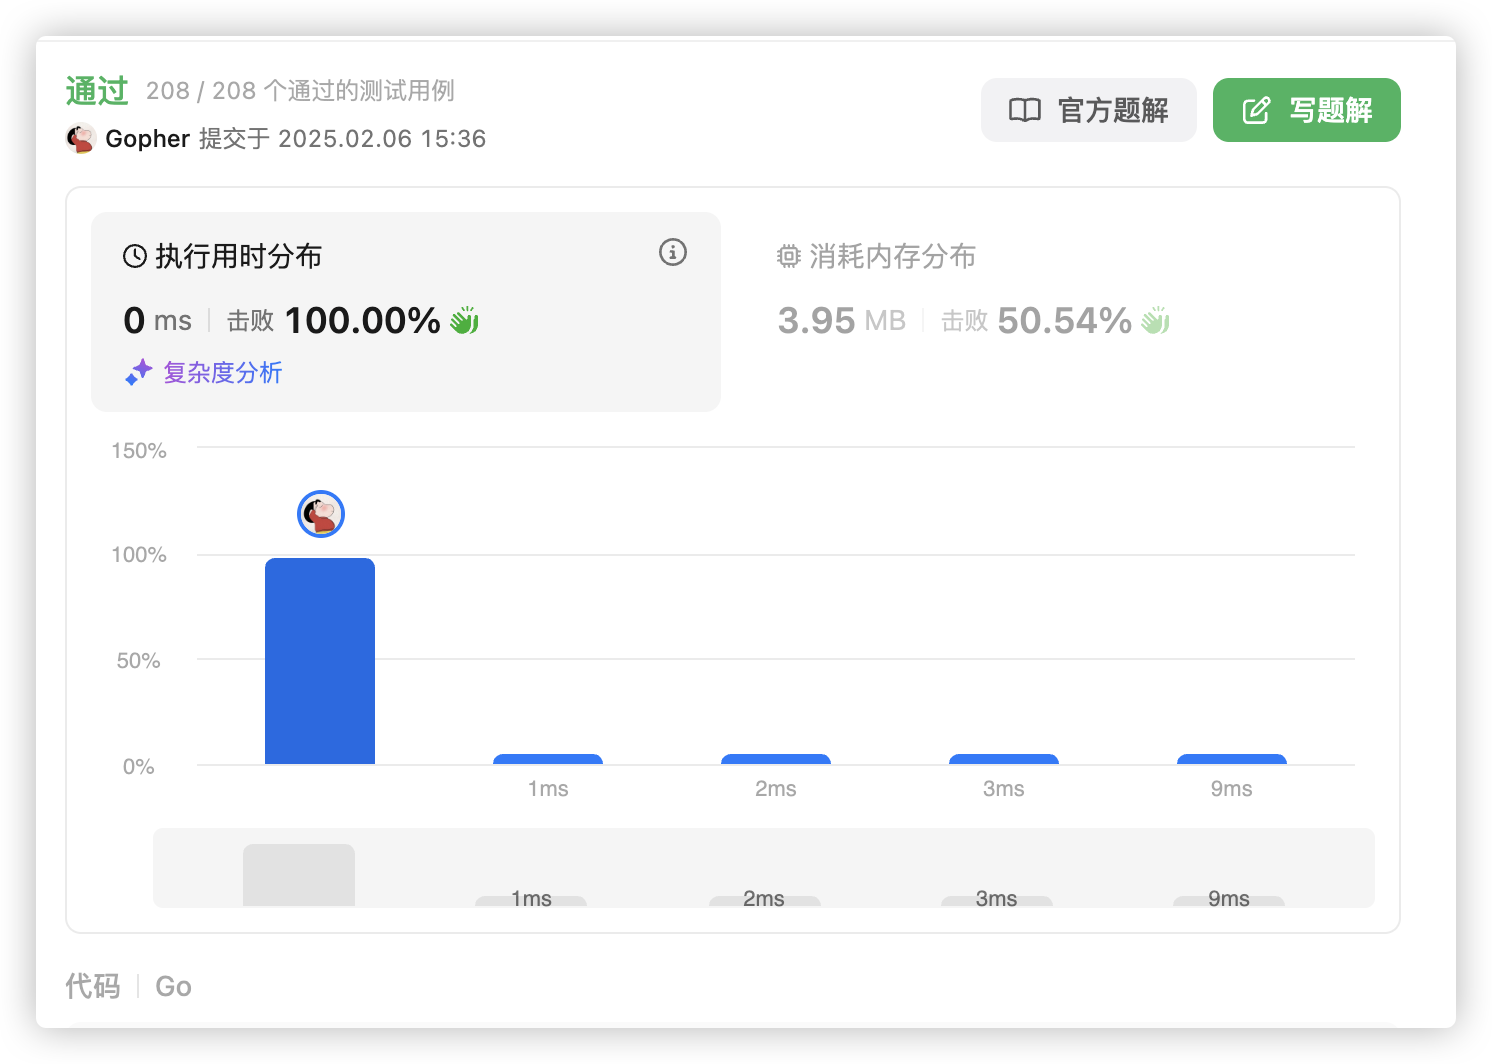 通过 208 / 208 个通过的测试用例
Gopher 提交于 2025.02.06 15:36
官方题解
写题解
执行用时分布
0 ms 击败 100.00%
复杂度分析
消耗内存分布
3.95 MB 击败 50.54%
150%
100%
50%
0%
1ms 2ms 3ms 9ms
1ms 2ms 3ms 9ms
代码 Go